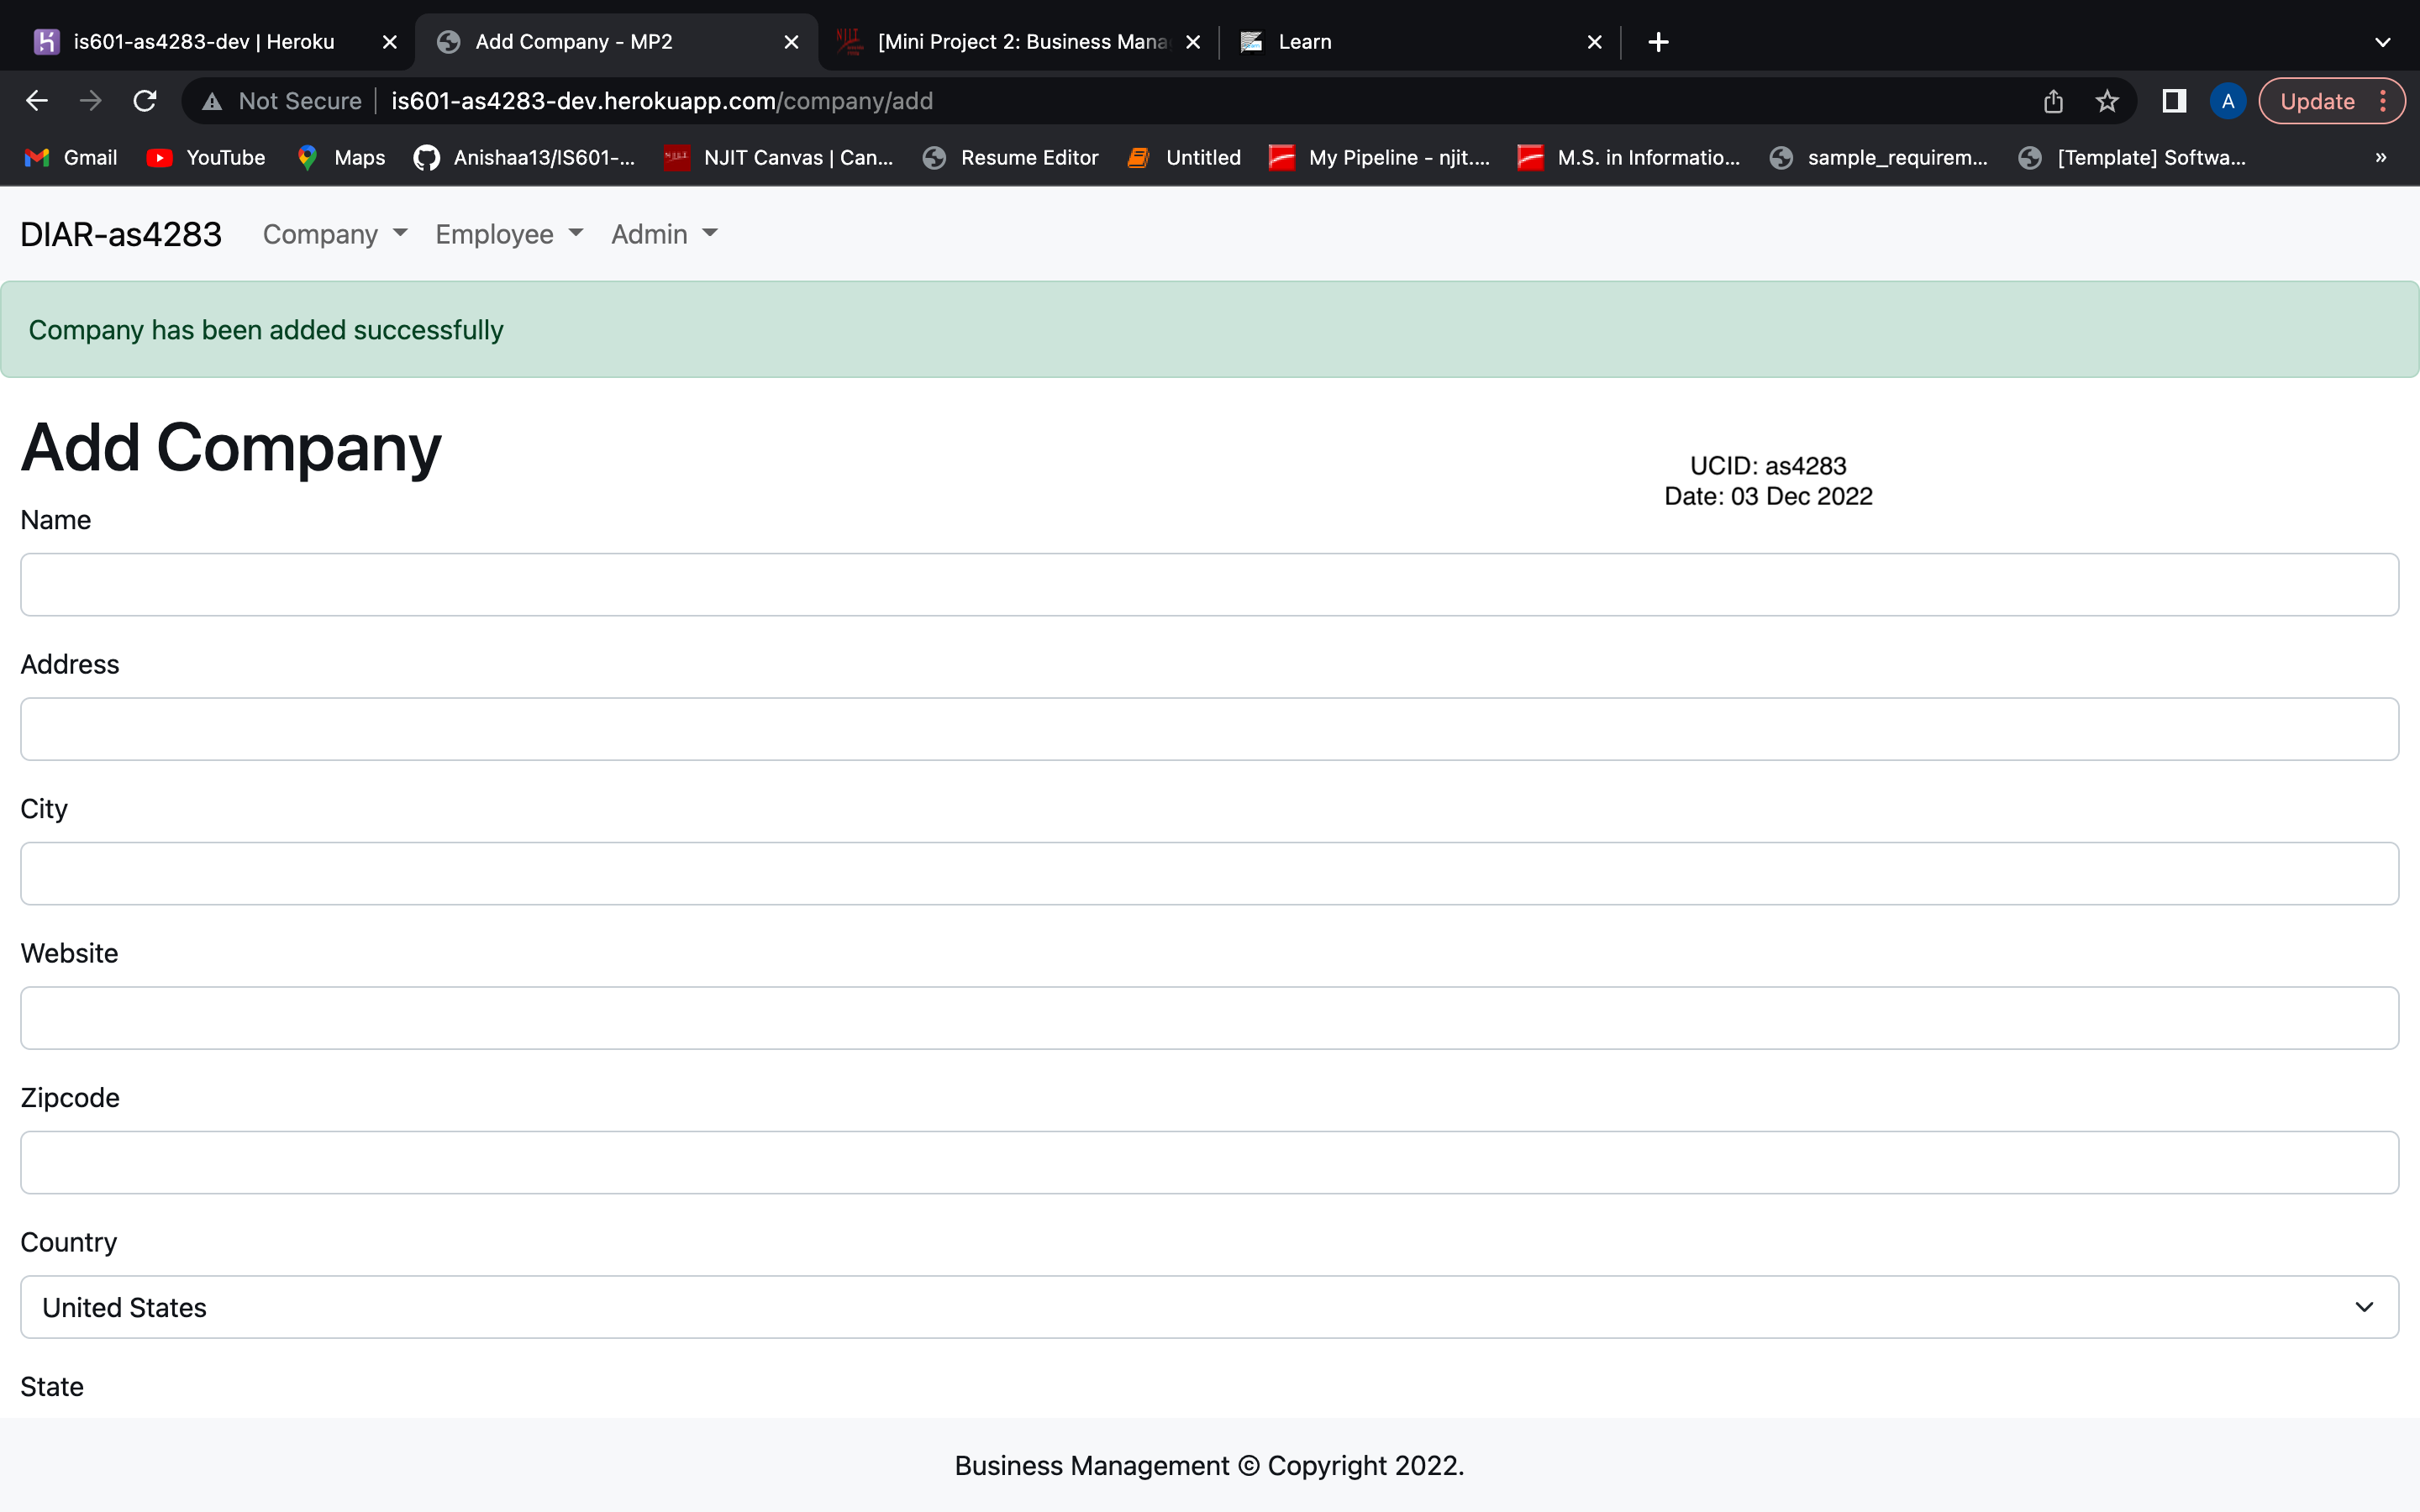 is601-as4283-dev | Heroku
Add Company - MP2
[Mini Project 2: Business Mana
Learn
Not Secure
is601-as4283-dev.herokuapp.com/company/add
A
Update
Gmail
YouTube
Maps
Anishaa13/IS601-...
NJIT Canvas | Can...
Resume Editor
Untitled
My Pipeline - njit....
M.S. in Informatio...
sample_requirem...
[Template] Softwa...
»
DIAR-as4283
Company
Employee
Admin
Company has been added successfully
Add Company
UCID: as4283
Date: 03 Dec 2022
Name
Address
City
Website
Zipcode
Country
United States
State
Business Management © Copyright 2022.